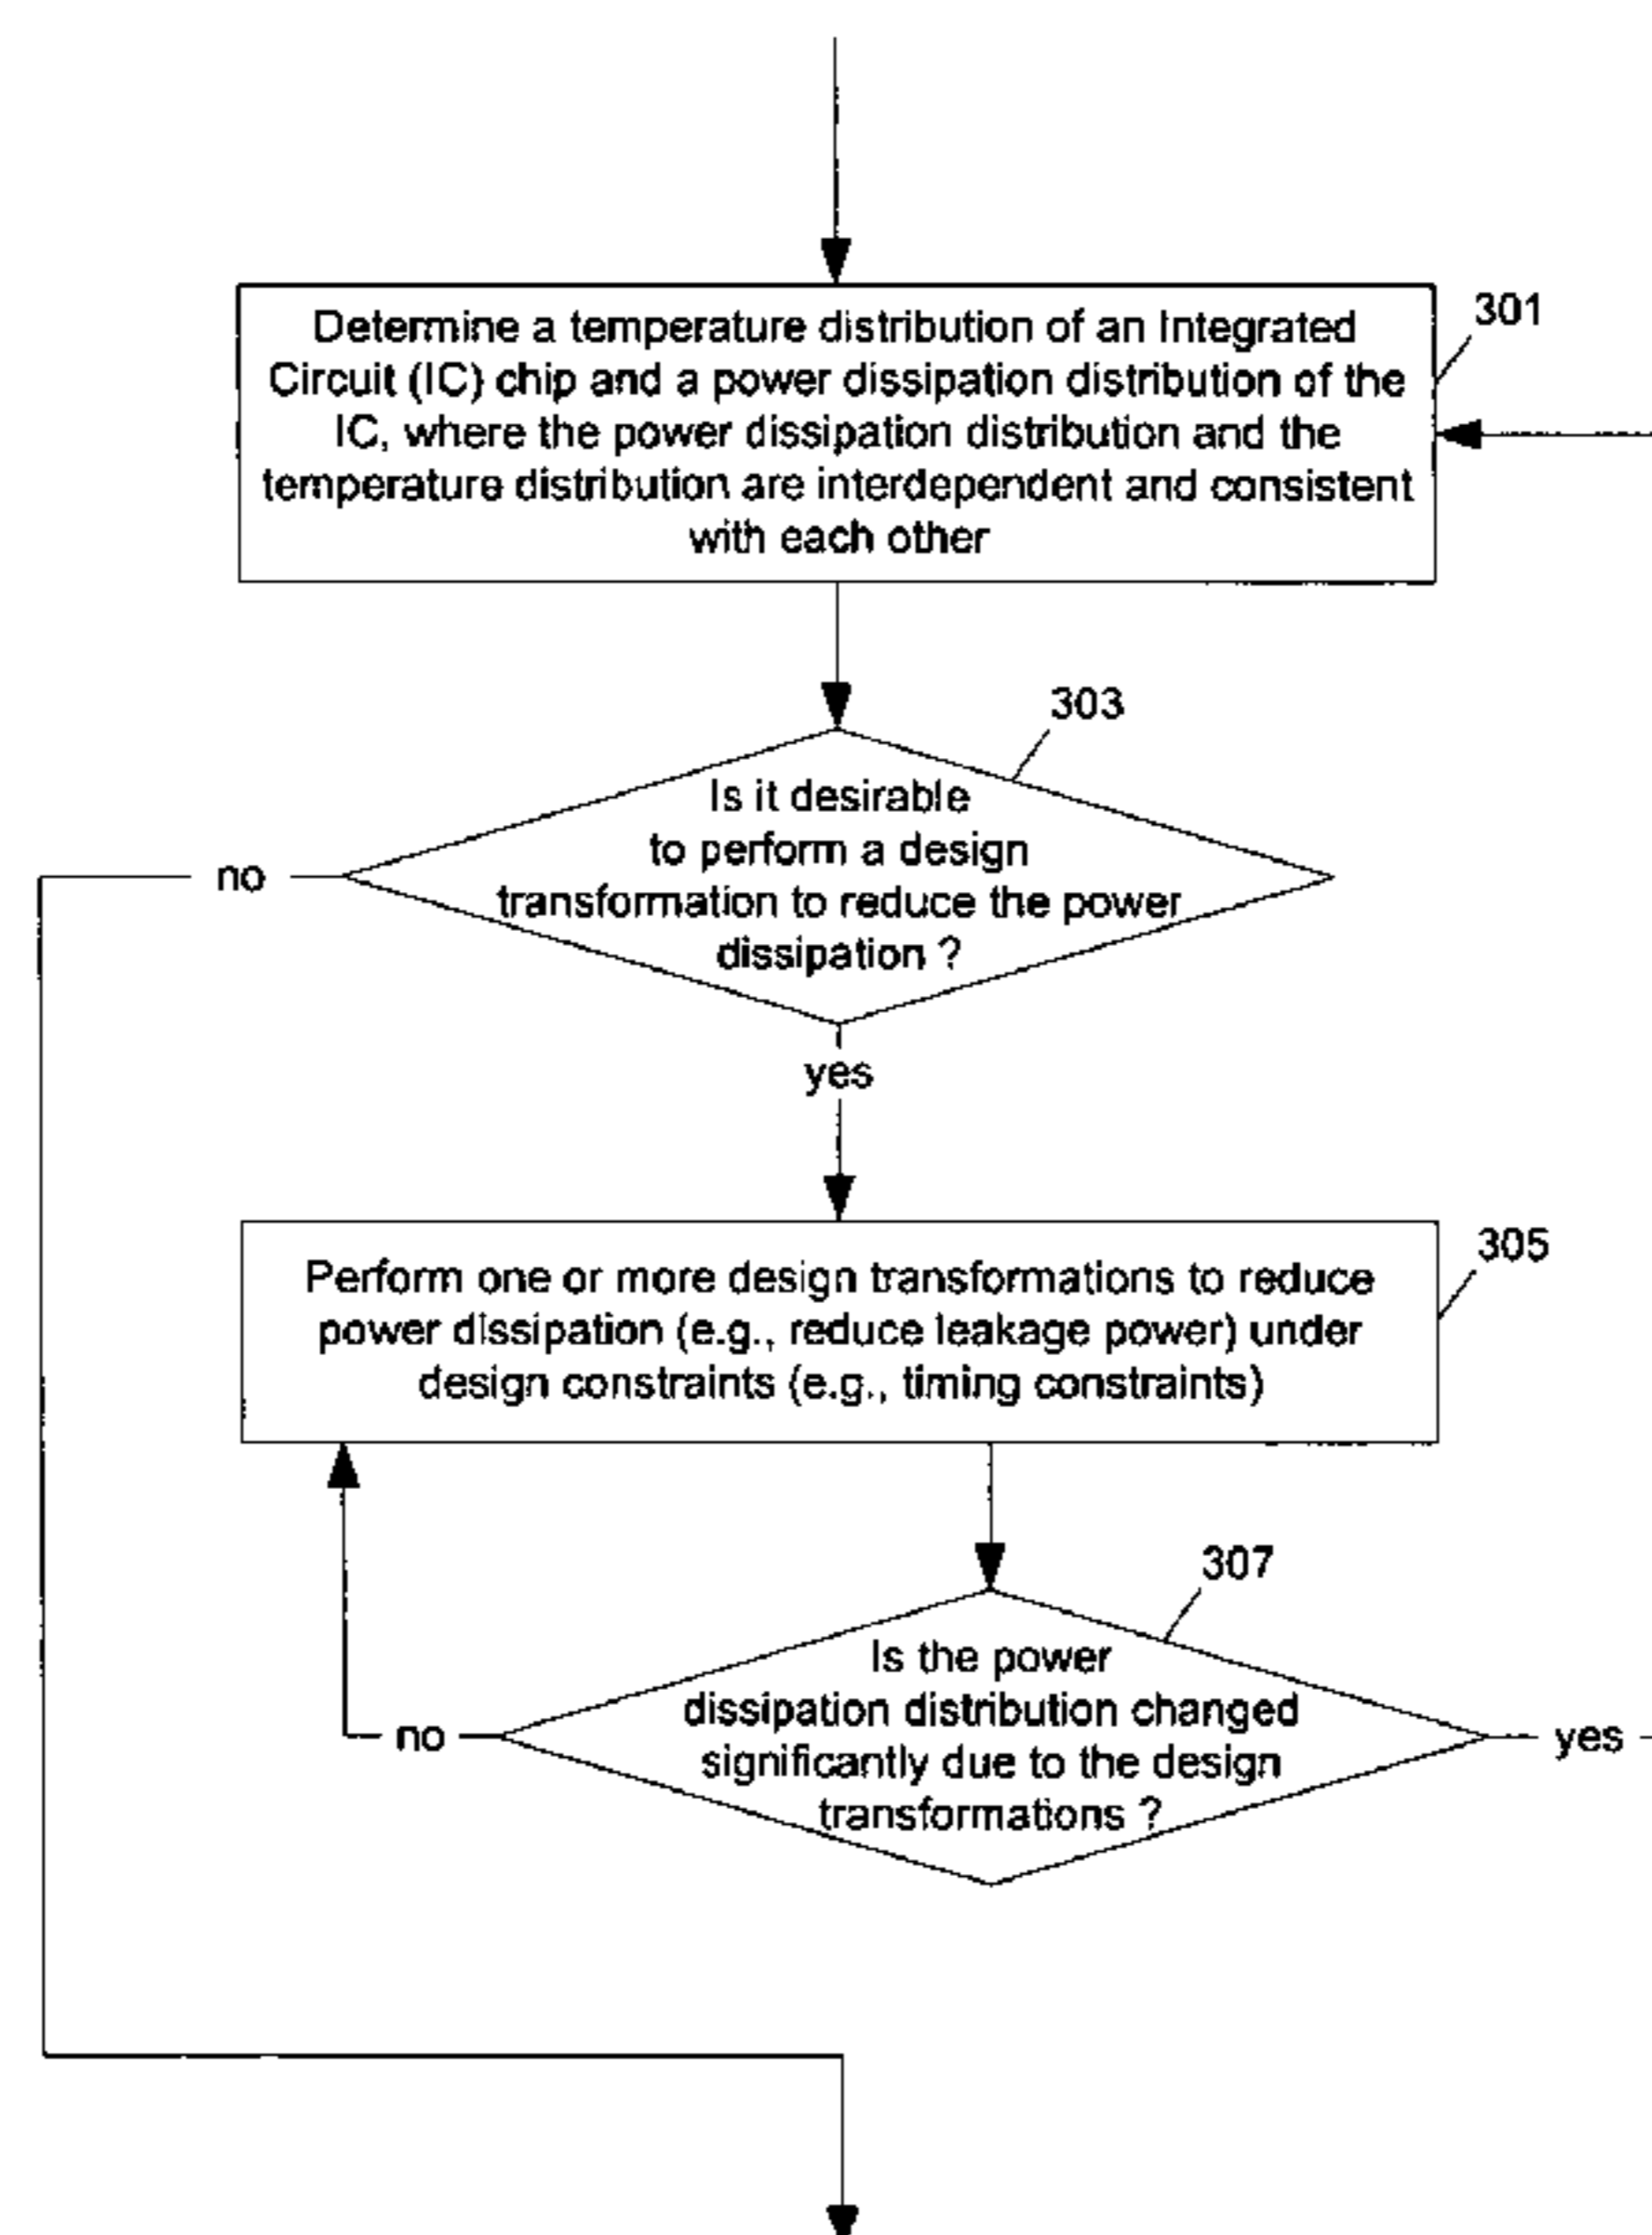 Determine a temperature distribution of an Integrated
Circuit (IC) chip and a power dissipation distribution of the
IC, where the power dissipation distribution and the
temperature distribution are interdependent and consistent
with each other
301
303
Is it desirable
to perform a design
transformation to reduce the power
dissipation ?
no
yes
305
Perform one or more design transformations to reduce
power dissipation (e.g., reduce leakage power) under
design constraints (e.g., timing constraints)
307
Is the power
dissipation distribution changed
significantly due to the design
transformations ?
no
yes